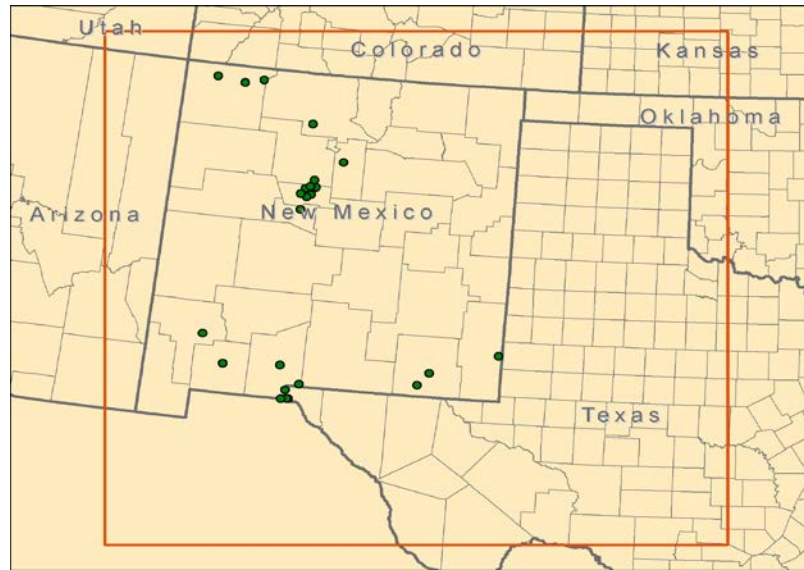 Utah
Colorado
Kansas
Oklahoma
Arizona
New Mexico
Texas